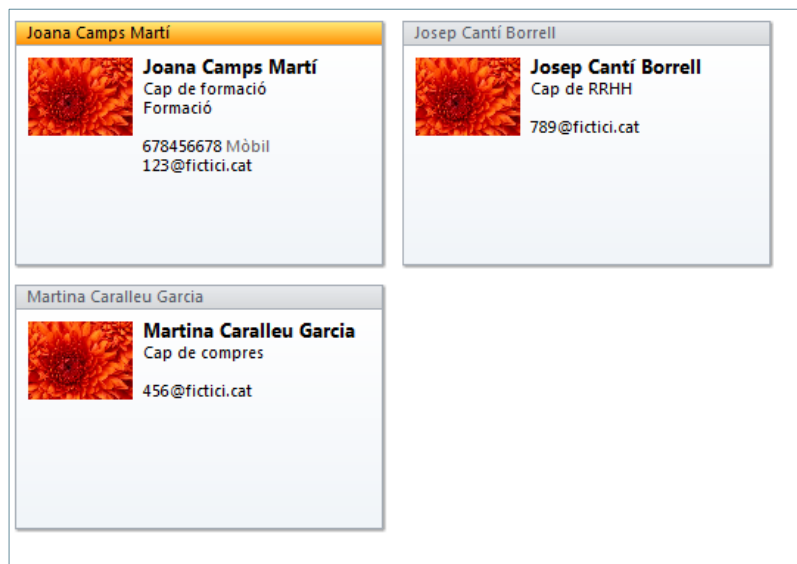 Joana Camps Martí
Joana Camps Martí
Cap de formació
Formació
678456678 Mòbil
123@fictici.cat
Josep Cantí Borrell
Josep Cantí Borrell
Cap de RRHH
789@fictici.cat
Martina Caralleu Garcia
Martina Caralleu Garcia
Cap de compres
456@fictici.cat